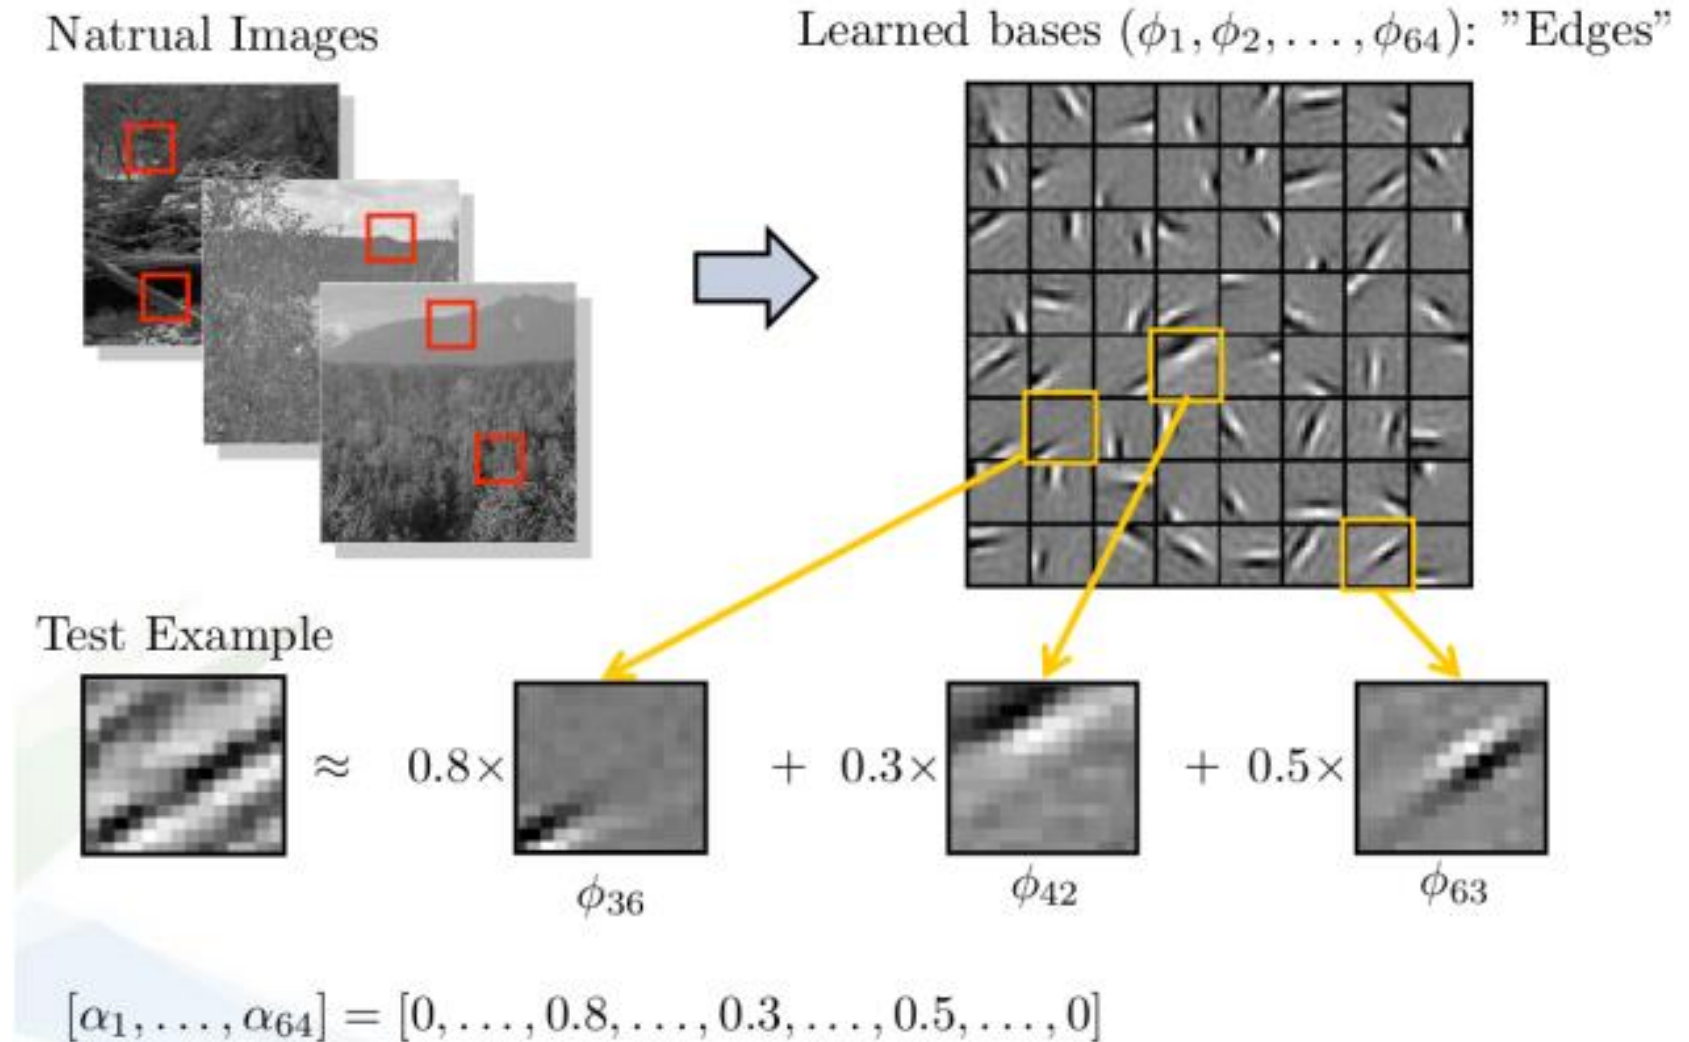 Natrual Images
Learned bases (ϕ₁, ϕ₂, . . . , ϕ₆₄): "Edges"
Test Example
≈ 0.8× + 0.3× + 0.5×
ϕ₃₆ ϕ₄₂ ϕ₆₃
[α₁, . . . , α₆₄] = [0, . . . , 0.8, . . . , 0.3, . . . , 0.5, . . . , 0]